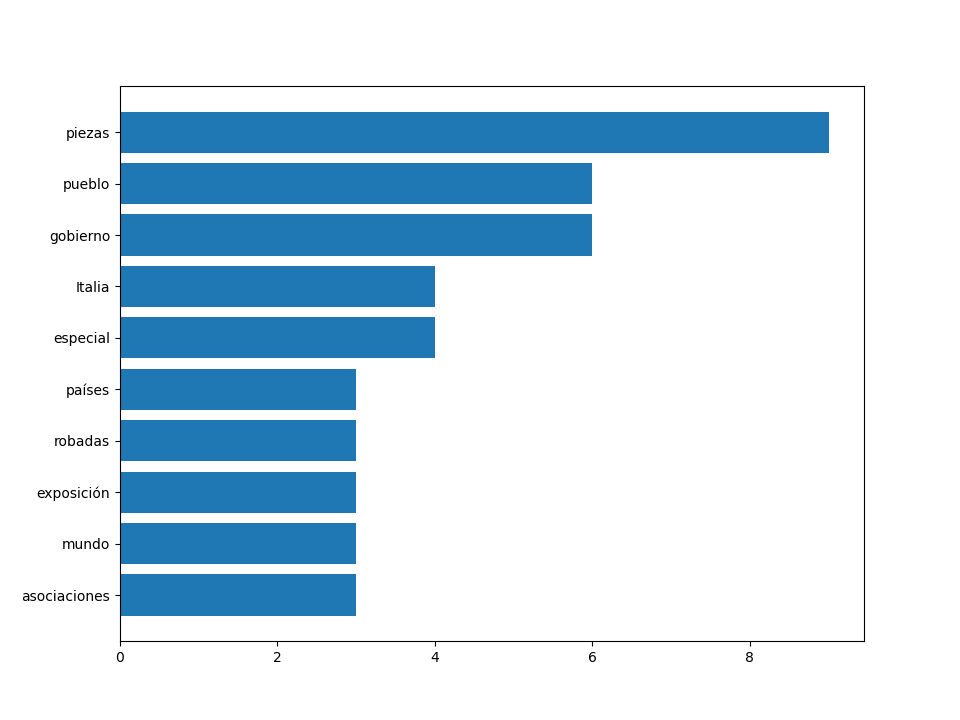 piezas
pueblo
gobierno
Italia
especial
países
robadas
exposición
mundo
asociaciones
0 2 4 6 8